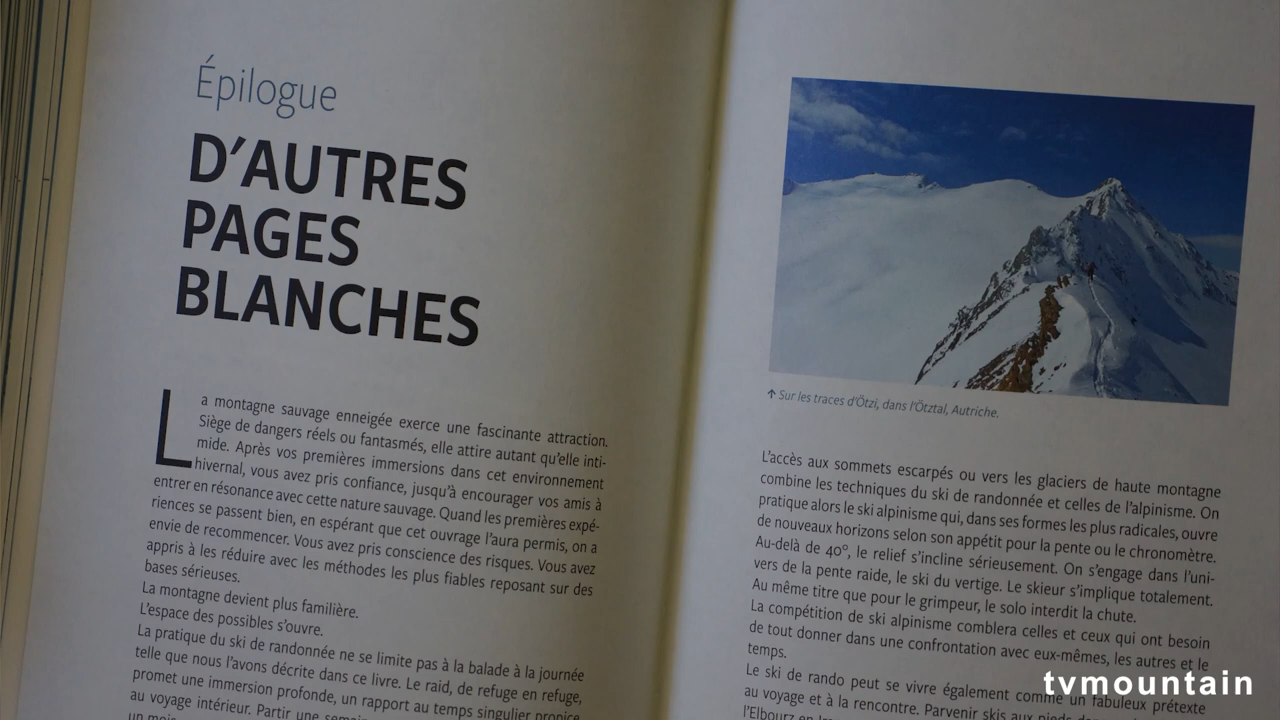 Épilogue
D'AUTRES
PAGES
BLANCHES
La montagne sauvage enneigée exerce une fascinante attraction.
Siège de dangers réels ou fantasmés, elle attire autant qu'elle inti-
mide. Après vos premières immersions dans cet environnement
hivernal, vous avez pris confiance, jusqu'à encourager vos amis à
entrer en résonance avec cette nature sauvage. Quand les premières expé-
riences se passent bien, en espérant que cet ouvrage l'aura permis, on a
envie de recommencer. Vous avez pris conscience des risques. Vous avez
appris à les réduire avec les méthodes les plus fiables reposant sur des
bases sérieuses.
La montagne devient plus familière.
L'espace des possibles s'ouvre.
La pratique du ski de randonnée ne se limite pas à la balade à la journée
telle que nous l'avons décrite dans ce livre. Le raid, de refuge en refuge,
promet une immersion profonde, un rapport au temps singulier propice
au voyage intérieur. Partir une semaine
un mois
↑ Sur les traces d'Ötzi, dans l'Ötztal, Autriche.
L'accès aux sommets escarpés ou vers les glaciers de haute montagne
combine les techniques du ski de randonnée et celles de l'alpinisme. On
pratique alors le ski alpinisme qui, dans ses formes les plus radicales, ouvre
de nouveaux horizons selon son appétit pour la pente ou le chronomètre.
Au-delà de 40°, le relief s'incline sérieusement. On s'engage dans l'uni-
vers de la pente raide, le ski du vertige. Le skieur s'implique totalement.
Au même titre que pour le grimpeur, le solo interdit la chute.
La compétition de ski alpinisme comblera celles et ceux qui ont besoin
de tout donner dans une confrontation avec eux-mêmes, les autres et le
temps.
Le ski de rando peut se vivre également comme un fabuleux prétexte
au voyage et à la rencontre. Parvenir skis aux pieds
l'Elbourz en
tvmountain